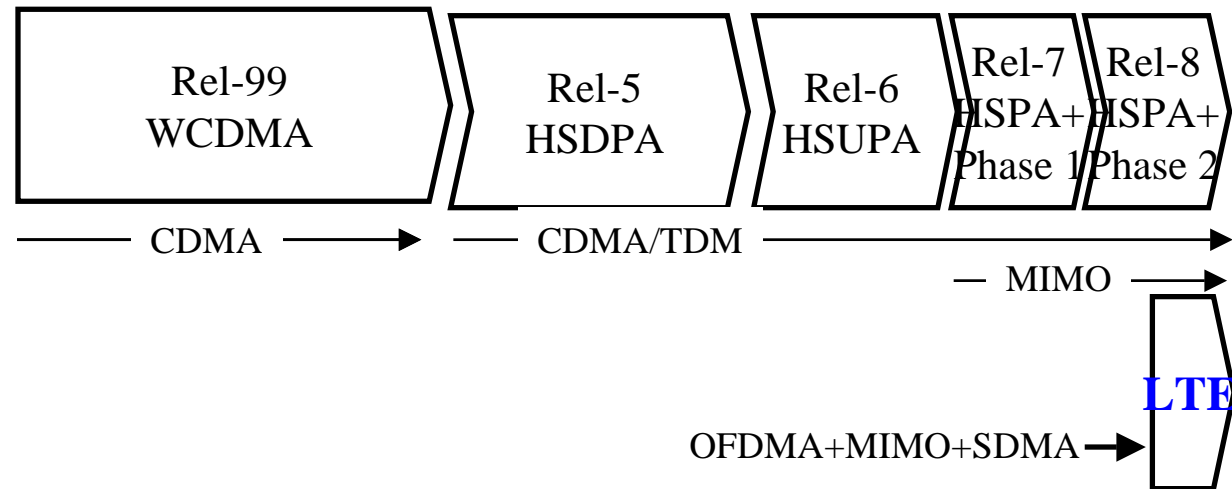 Rel-99
WCDMA
Rel-5
HSDPA
Rel-6
HSUPA
Rel-7
HSPA+
Phase 1
Rel-8
HSPA+
Phase 2
CDMA
CDMA/TDM
MIMO
LTE
OFDMA+MIMO+SDMA